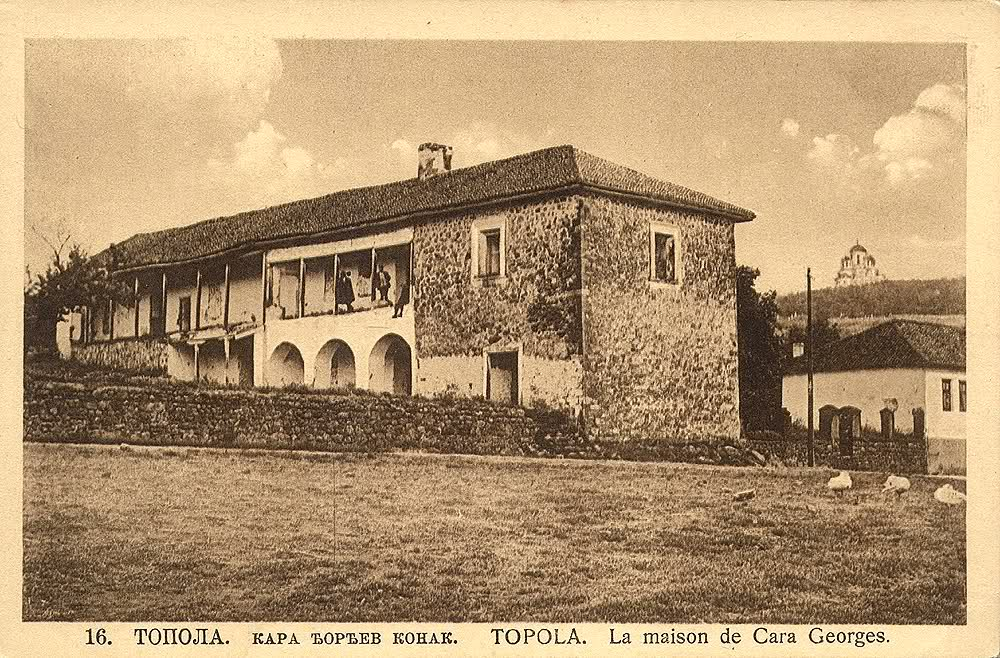 16. ТОПОЛА. КАРА ЂОРЂЕВ КОНАК. TOPOLA. La maison de Cara Georges.